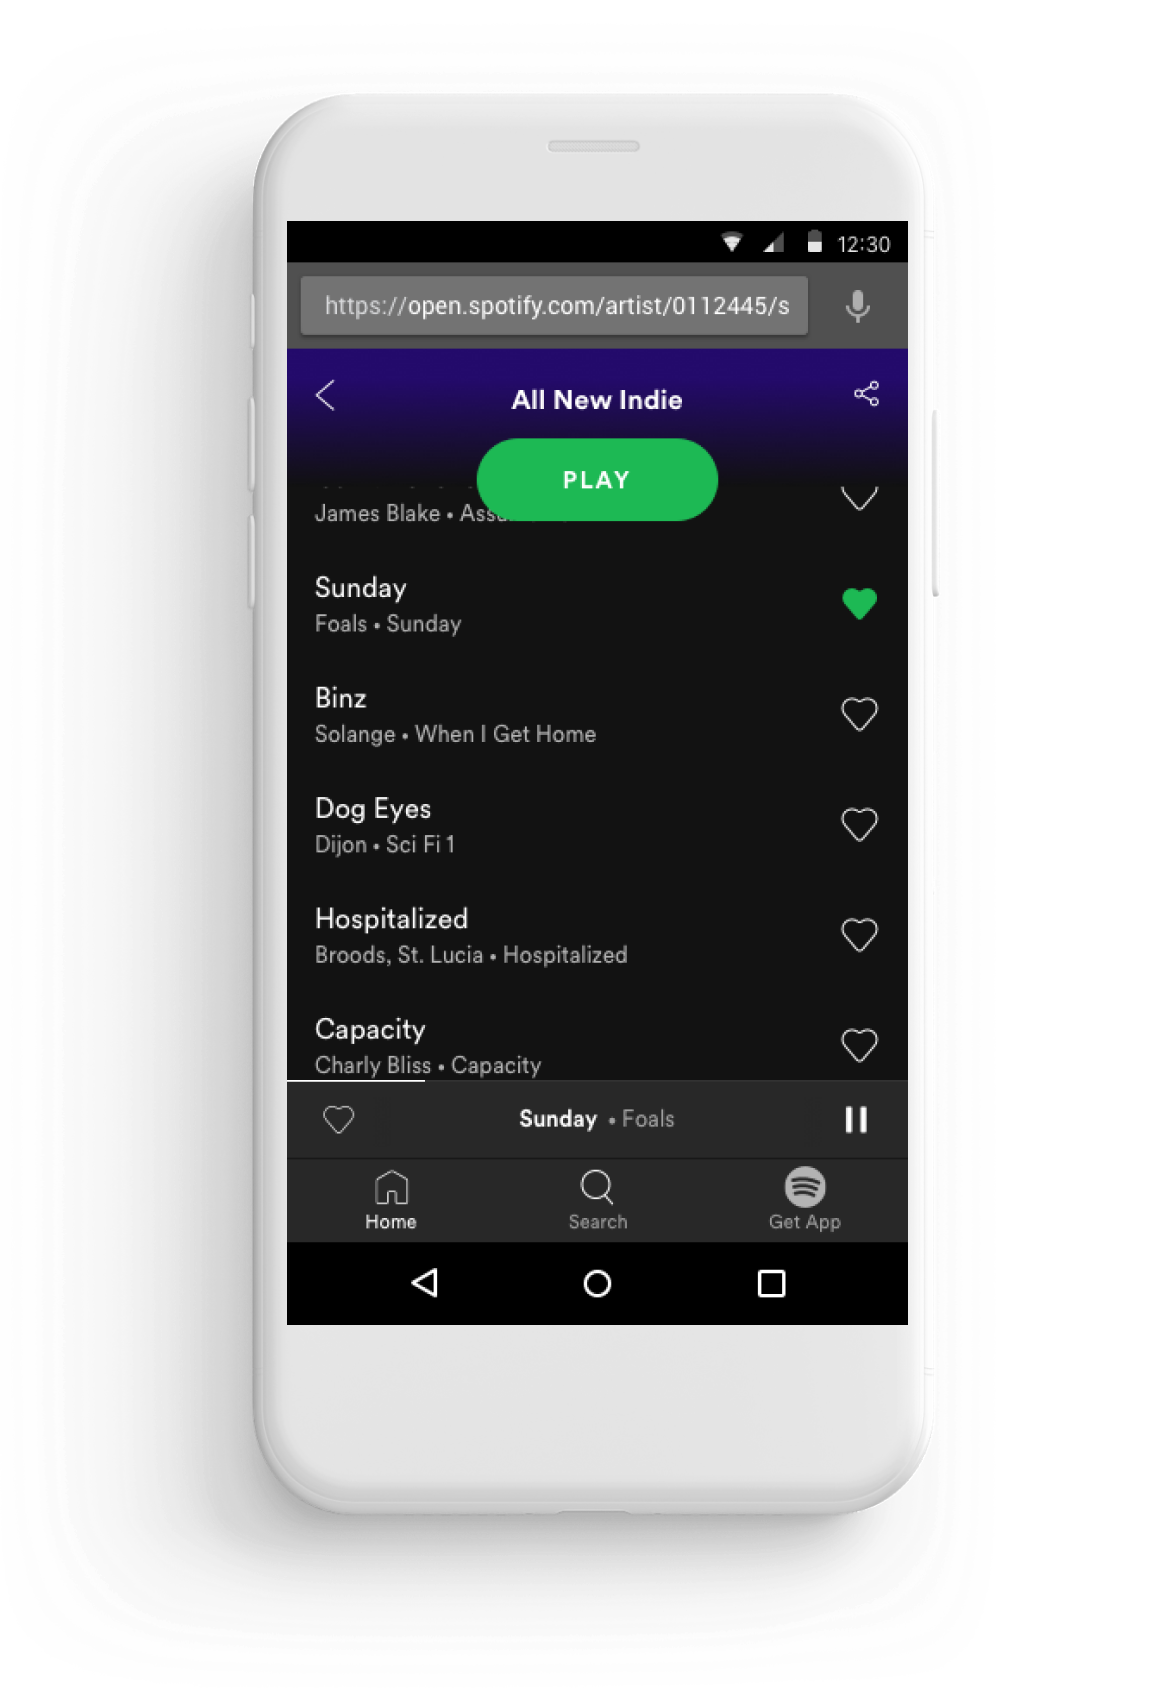 12:30
https://open.spotify.com/artist/0112445/s
All New Indie
PLAY
James Blake •
Sunday
Foals • Sunday
Binz
Solange • When I Get Home
Dog Eyes
Dijon • Sci Fi 1
Hospitalized
Broods, St. Lucia • Hospitalized
Capacity
Charly Bliss • Capacity
Sunday • Foals
Home
Search
Get App